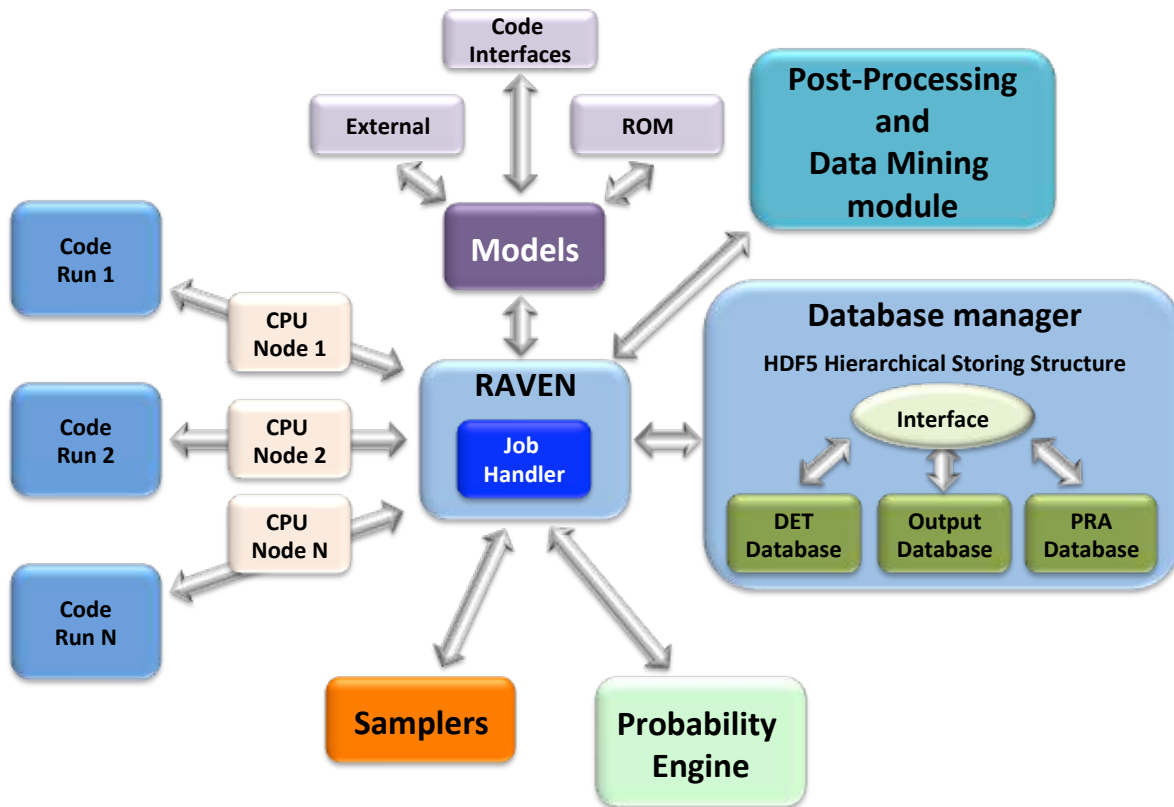 Code
Interfaces
External
ROM
Post-Processing
and
Data Mining
module
Models
Code
Run 1
CPU
Node 1
Database manager
HDF5 Hierarchical Storing Structure
Interface
DET
Database
Output
Database
PRA
Database
RAVEN
Job
Handler
Code
Run 2
CPU
Node 2
CPU
Node N
Code
Run N
Samplers
Probability
Engine